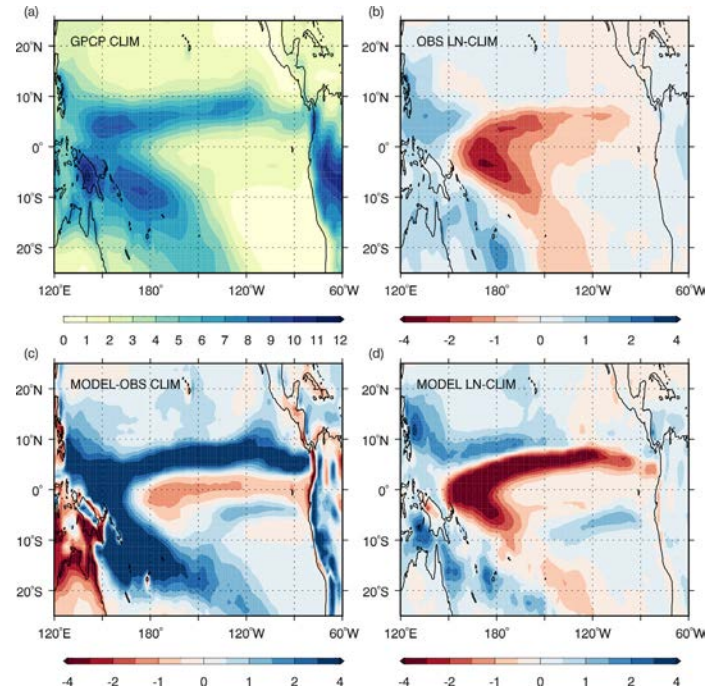 (a)
GPCP CLIM
20°N
10°N
0°
10°S
20°S
120°E 180° 120°W 60°W
0 1 2 3 4 5 6 7 8 9 10 11 12
(b)
OBS LN-CLIM
20°N
10°N
0°
10°S
20°S
120°E 180° 120°W 60°W
-4 -2 -1 0 1 2 4
(c)
MODEL-OBS CLIM
20°N
10°N
0°
10°S
20°S
120°E 180° 120°W 60°W
-4 -2 -1 0 1 2 4
(d)
MODEL LN-CLIM
20°N
10°N
0°
10°S
20°S
120°E 180° 120°W 60°W
-4 -2 -1 0 1 2 4